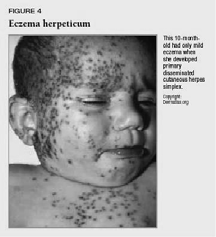 FIGURE 4
Eczema herpeticum
This 10-month-
old had only mild
eczema when
she developed
primary
disseminated
cutaneous herpes
simplex.
Copyright
Dermatlas.org